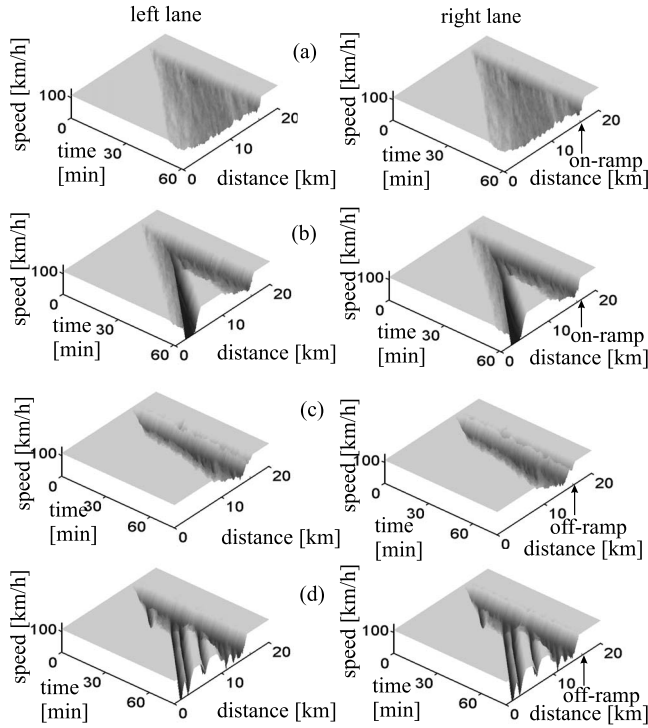 left lane
right lane
(a)
speed [km/h]
100
0
time
[min]
30
60
0
10
20
distance [km]
speed [km/h]
100
0
time
[min]
30
60
0
10
20
on-ramp
distance [km]
(b)
speed [km/h]
100
0
time
[min]
30
60
0
10
20
distance [km]
speed [km/h]
100
0
time
[min]
30
60
0
10
20
on-ramp
distance [km]
(c)
speed [km/h]
100
0
time
[min]
30
60
0
10
20
distance [km]
speed [km/h]
100
0
time
[min]
30
60
0
10
20
off-ramp
distance [km]
(d)
speed [km/h]
100
0
time
[min]
30
60
0
10
20
distance [km]
speed [km/h]
100
0
time
[min]
30
60
0
10
20
off-ramp
distance [km]